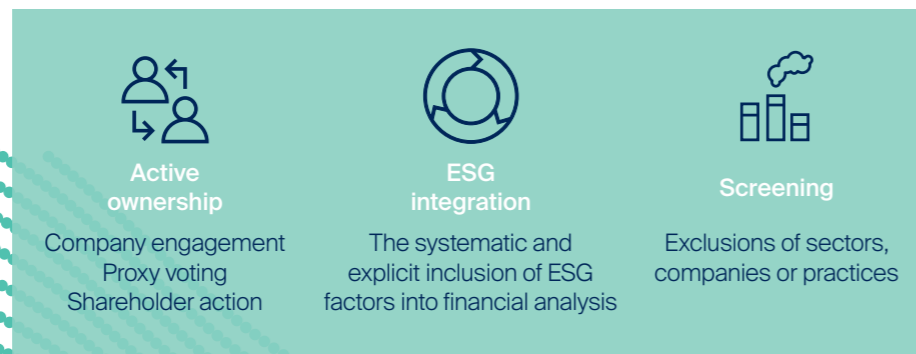 Active
ownership
Company engagement
Proxy voting
Shareholder action
ESG
integration
The systematic and
explicit inclusion of ESG
factors into financial analysis
Screening
Exclusions of sectors,
companies or practices